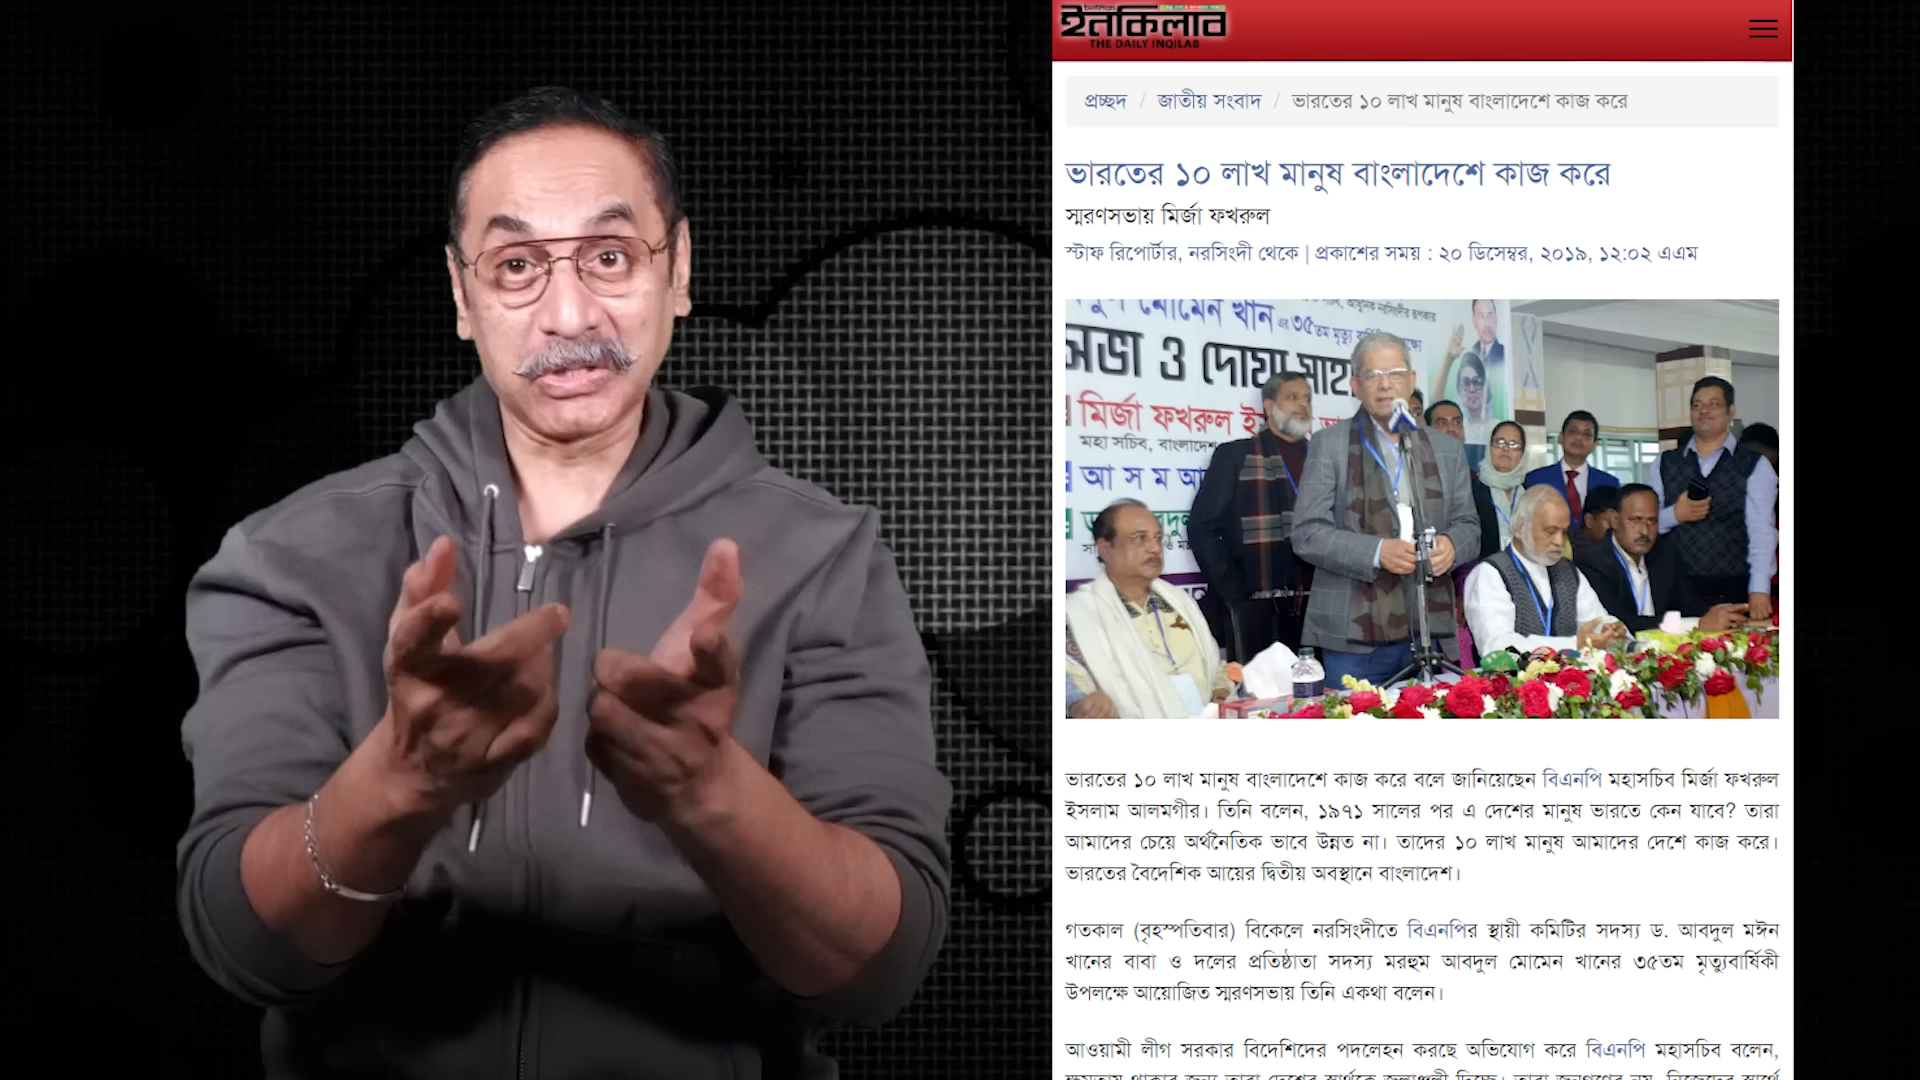 ইনকিলাব
THE DAILY INQILAB
প্রচ্ছদ / জাতীয় সংবাদ / ভারতের ১০ লাখ মানুষ বাংলাদেশে কাজ করে
ভারতের ১০ লাখ মানুষ বাংলাদেশে কাজ করে
স্মরণসভায় মির্জা ফখরুল
স্টাফ রিপোর্টার, নরসিংদী থেকে | প্রকাশের সময় : ২০ ডিসেম্বর, ২০১৯, ১২:০২ এএম
মোমেন খান এর ৩৫তম মৃত্যু
সভা ও দোয়া মাহ
মির্জা ফখরুল
মহা সচিব, বাংলাদেশ
আ স ম
ভারতের ১০ লাখ মানুষ বাংলাদেশে কাজ করে বলে জানিয়েছেন বিএনপি মহাসচিব মির্জা ফখরুল
ইসলাম আলমগীর। তিনি বলেন, ১৯৭১ সালের পর এ দেশের মানুষ ভারতে কেন যাবে? তারা
আমাদের চেয়ে অর্থনৈতিক ভাবে উন্নত না। তাদের ১০ লাখ মানুষ আমাদের দেশে কাজ করে।
ভারতের বৈদেশিক আয়ের দ্বিতীয় অবস্থানে বাংলাদেশ।
গতকাল (বৃহস্পতিবার) বিকেলে নরসিংদীতে বিএনপির স্থায়ী কমিটির সদস্য ড. আবদুল মঈন
খানের বাবা ও দলের প্রতিষ্ঠাতা সদস্য মরহুম আবদুল মোমেন খানের ৩৫তম মৃত্যুবার্ষিকী
উপলক্ষে আয়োজিত স্মরণসভায় তিনি একথা বলেন।
আওয়ামী লীগ সরকার বিদেশিদের পদলেহন করছে অভিযোগ করে বিএনপি মহাসচিব বলেন,